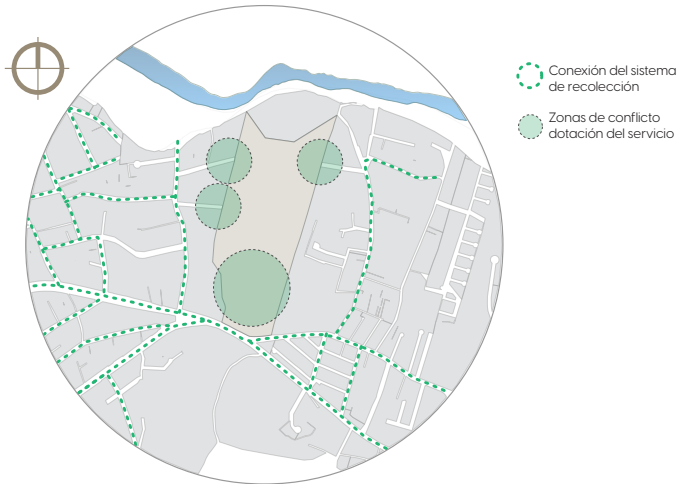 Conexión del sistema
de recolección
Zonas de conflicto
dotación del servicio